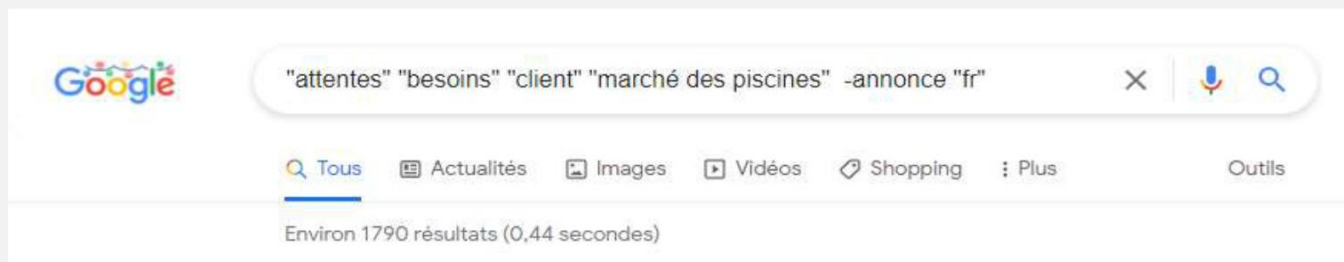 Google "attentes" "besoins" "client" "marché des piscines" -annonce "fr"
Tous Actualités Images Vidéos Shopping Plus Outils
Environ 1790 résultats (0,44 secondes)